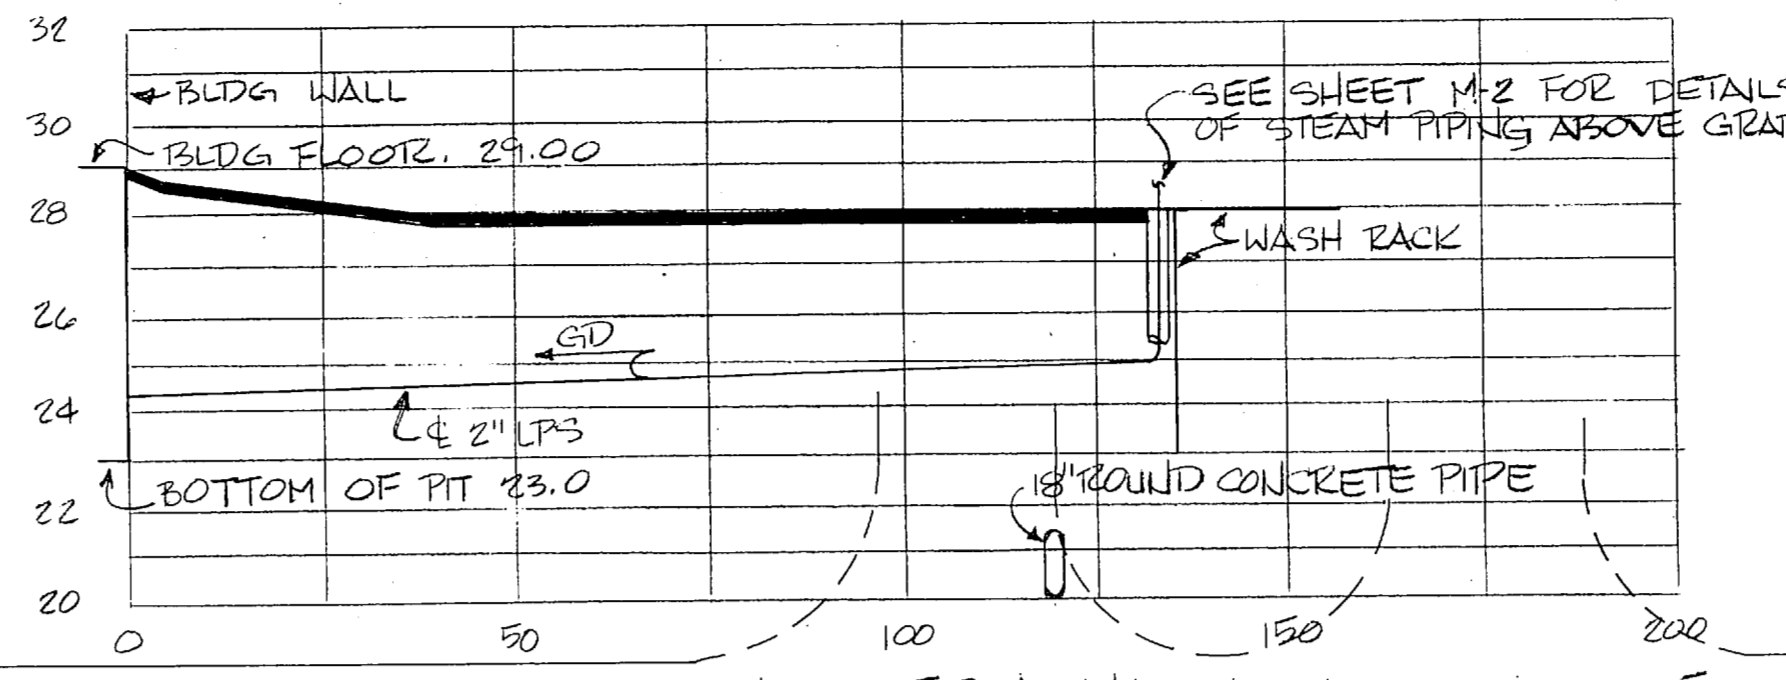 32
BLDG WALL
SEE SHEET M-2 FOR DETAILS
OF STEAM PIPING ABOVE GRA
30
BLDG FLOOR. 29.00
28
WASH RACK
26
GD
24
℄ 2" LPS
BOTTOM OF PIT 23.0
18" ROUND CONCRETE PIPE
22
20
0 50 100 150 200